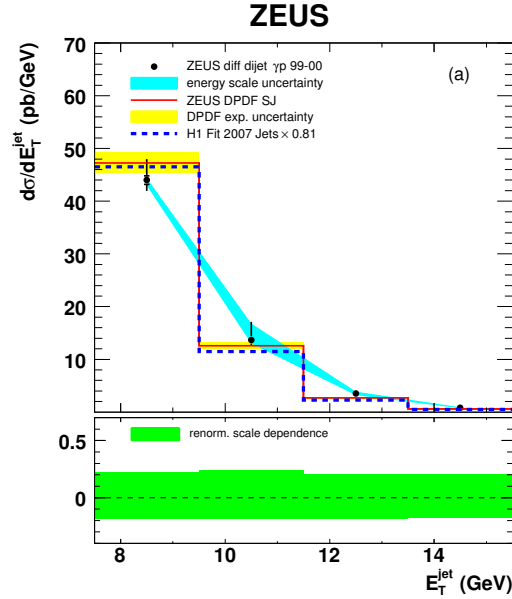 ZEUS
dσ/dE_T^jet (pb/GeV)
70
60
50
40
30
20
10
(a)
ZEUS diff dijet γp 99-00
energy scale uncertainty
ZEUS DPDF SJ
DPDF exp. uncertainty
H1 Fit 2007 Jets × 0.81
0.5
0
renorm. scale dependence
8 10 12 14
E_T^jet (GeV)